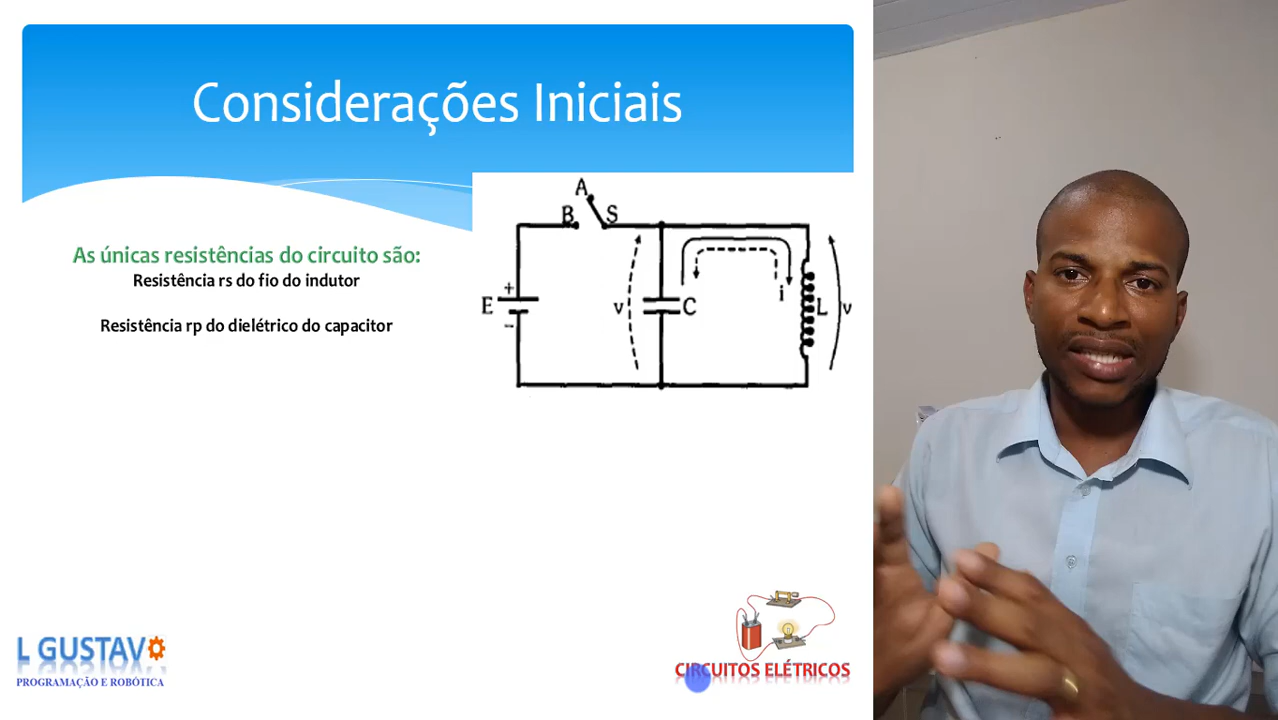 Considerações Iniciais
As únicas resistências do circuito são:
Resistência rs do fio do indutor
Resistência rp do dielétrico do capacitor
A
B S
+
E
−
v
C
i
L
v
L GUSTAVO
PROGRAMAÇÃO E ROBÓTICA
CIRCUITOS ELÉTRICOS